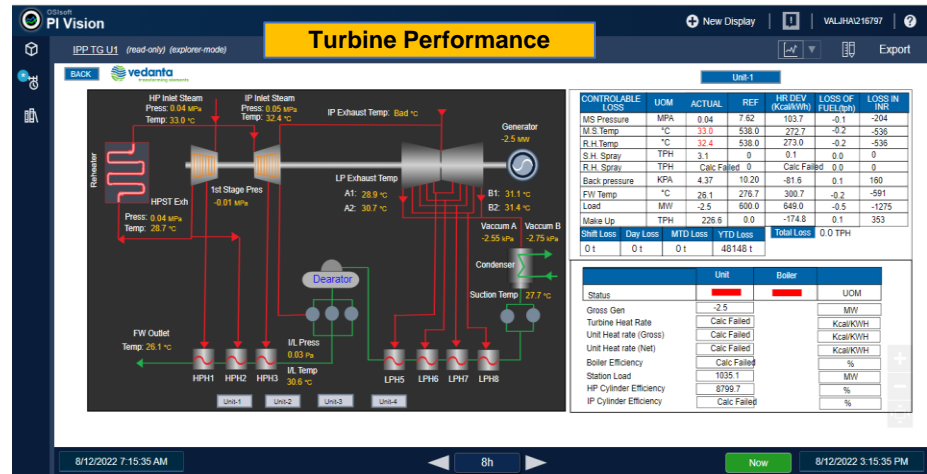 OSIsoft
PI Vision
New Display
VALJHA\216797
IPP TG U1 (read-only) (explorer-mode)
Turbine Performance
Export
BACK
vedanta
transforming elements
Unit-1
HP Inlet Steam
Press: 0.04 MPa
Temp: 33.0 °C
IP Inlet Steam
Press: 0.05 MPa
Temp: 32.4 °C
IP Exhaust Temp: Bad °C
Generator
-2.5 MW
Reheater
1st Stage Pres
-0.01 MPa
LP Exhaust Temp
A1: 28.9 °C
A2: 30.7 °C
B1: 31.1 °C
B2: 31.4 °C
HPST Exh
Press: 0.04 MPa
Temp: 28.7 °C
Vaccum A
-2.55 kPa
Vaccum B
-2.75 kPa
Condenser
Dearator
Suction Temp 27.7 °C
FW Outlet
Temp: 26.1 °C
I/L Press
0.03 Pa
I/L Temp
30.6 °C
HPH1 HPH2 HPH3 LPH5 LPH6 LPH7 LPH8
Unit-1 Unit-2 Unit-3 Unit-4
CONTROLABLE LOSS UOM ACTUAL REF HR DEV (Kcal/kWh) LOSS OF FUEL(tph) LOSS IN INR
MS Pressure MPA 0.04 7.62 103.7 -0.1 -204
M.S.Temp °C 33.0 538.0 272.7 -0.2 -536
R.H.Temp °C 32.4 538.0 273.0 -0.2 -536
S.H. Spray TPH 3.1 0 0.1 0.0 0
R.H. Spray TPH Calc Failed 0 Calc Failed 0.0 0
Back pressure KPA 4.37 10.20 -81.6 0.1 160
FW Temp °C 26.1 276.7 300.7 -0.2 -591
Load MW -2.5 600.0 649.0 -0.5 -1275
Make Up TPH 226.6 0.0 -174.8 0.1 353
Shift Loss Day Loss MTD Loss YTD Loss Total Loss 0.0 TPH
0 t 0 t 0 t 48148 t
Unit Boiler
Status UOM
Gross Gen -2.5 MW
Turbine Heat Rate Calc Failed Kcal/KWH
Unit Heat rate (Gross) Calc Failed Kcal/KWH
Unit Heat rate (Net) Calc Failed Kcal/KWH
Boiler Efficiency Calc Failed %
Station Load 1035.1 MW
HP Cylinder Efficiency 8799.7 %
IP Cylinder Efficiency Calc Failed %
8/12/2022 7:15:35 AM
8h
Now
8/12/2022 3:15:35 PM